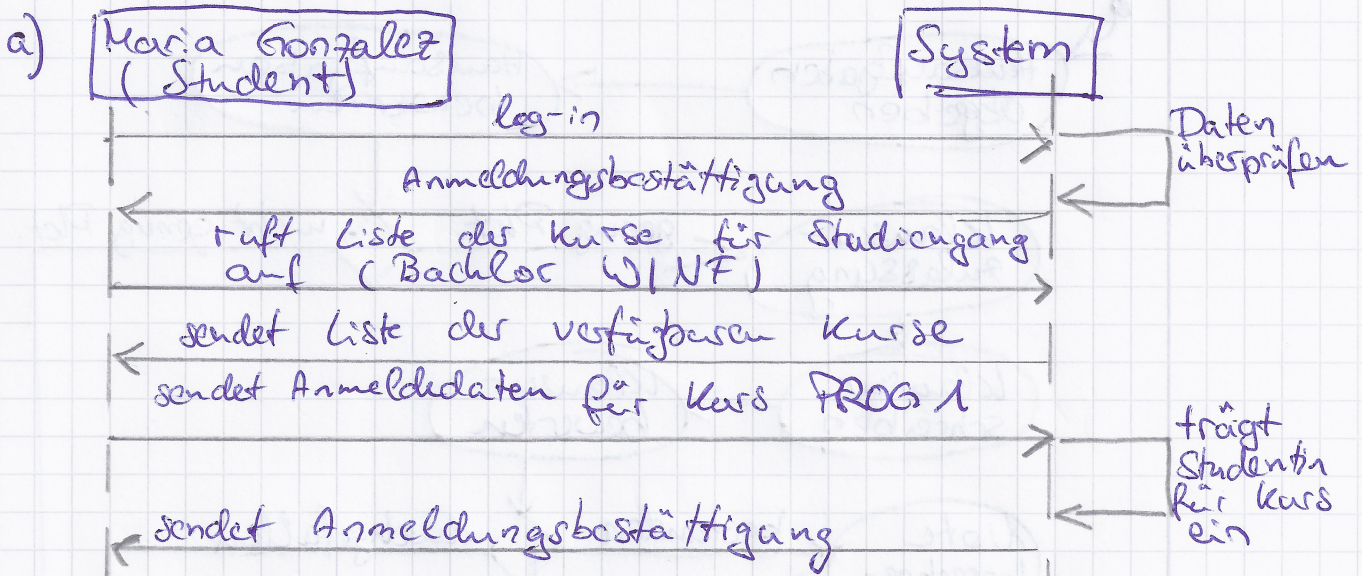 a)
Maria Gonzalez
(Student)
System
log-in
Daten
überprüfen
Anmeldungsbestättigung
ruft Liste der Kurse für Studiengang
auf (Bachlor WINF)
sendet Liste der verfügbaren Kurse
sendet Anmeldedaten für Kurs PROG 1
trägt
Studentin
für Kurs
ein
sendet Anmeldungsbestättigung